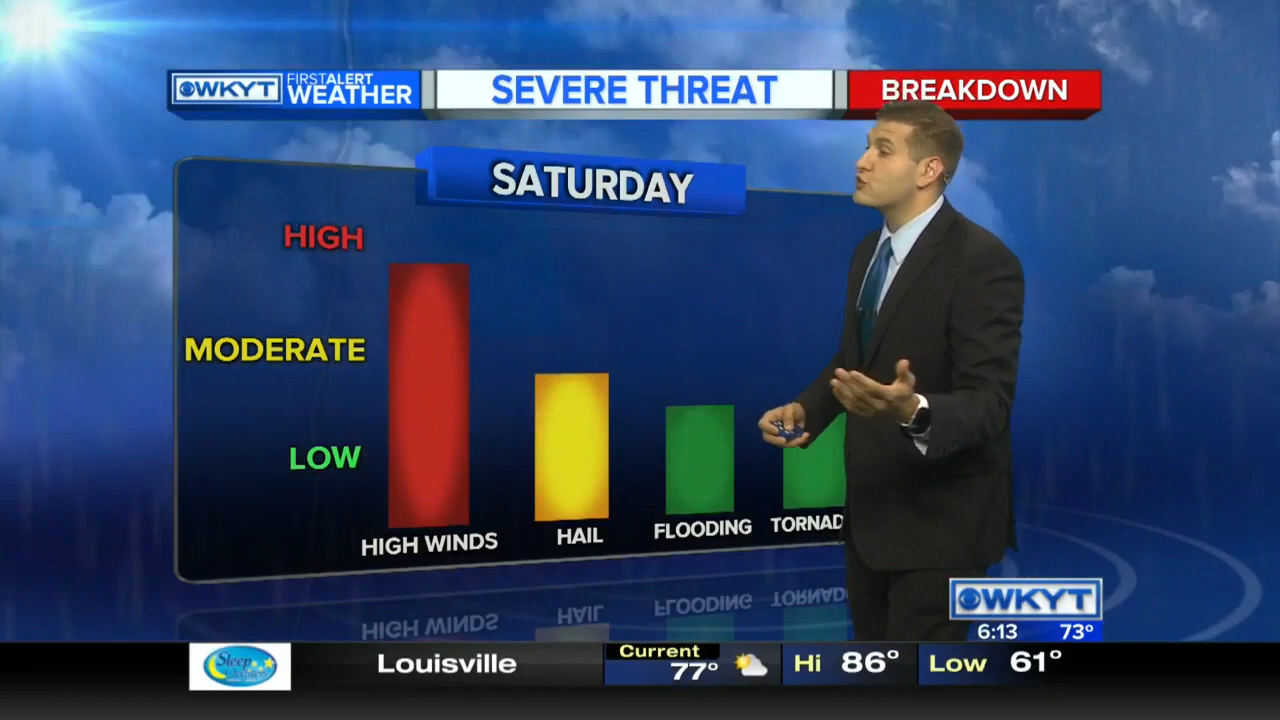 WKYT
FIRST ALERT
WEATHER
SEVERE THREAT
BREAKDOWN
SATURDAY
HIGH
MODERATE
LOW
HIGH WINDS
HAIL
FLOODING
TORNAD
WKYT
6:13 73°
Sleep
Louisville
Current
77°
Hi 86°
Low 61°